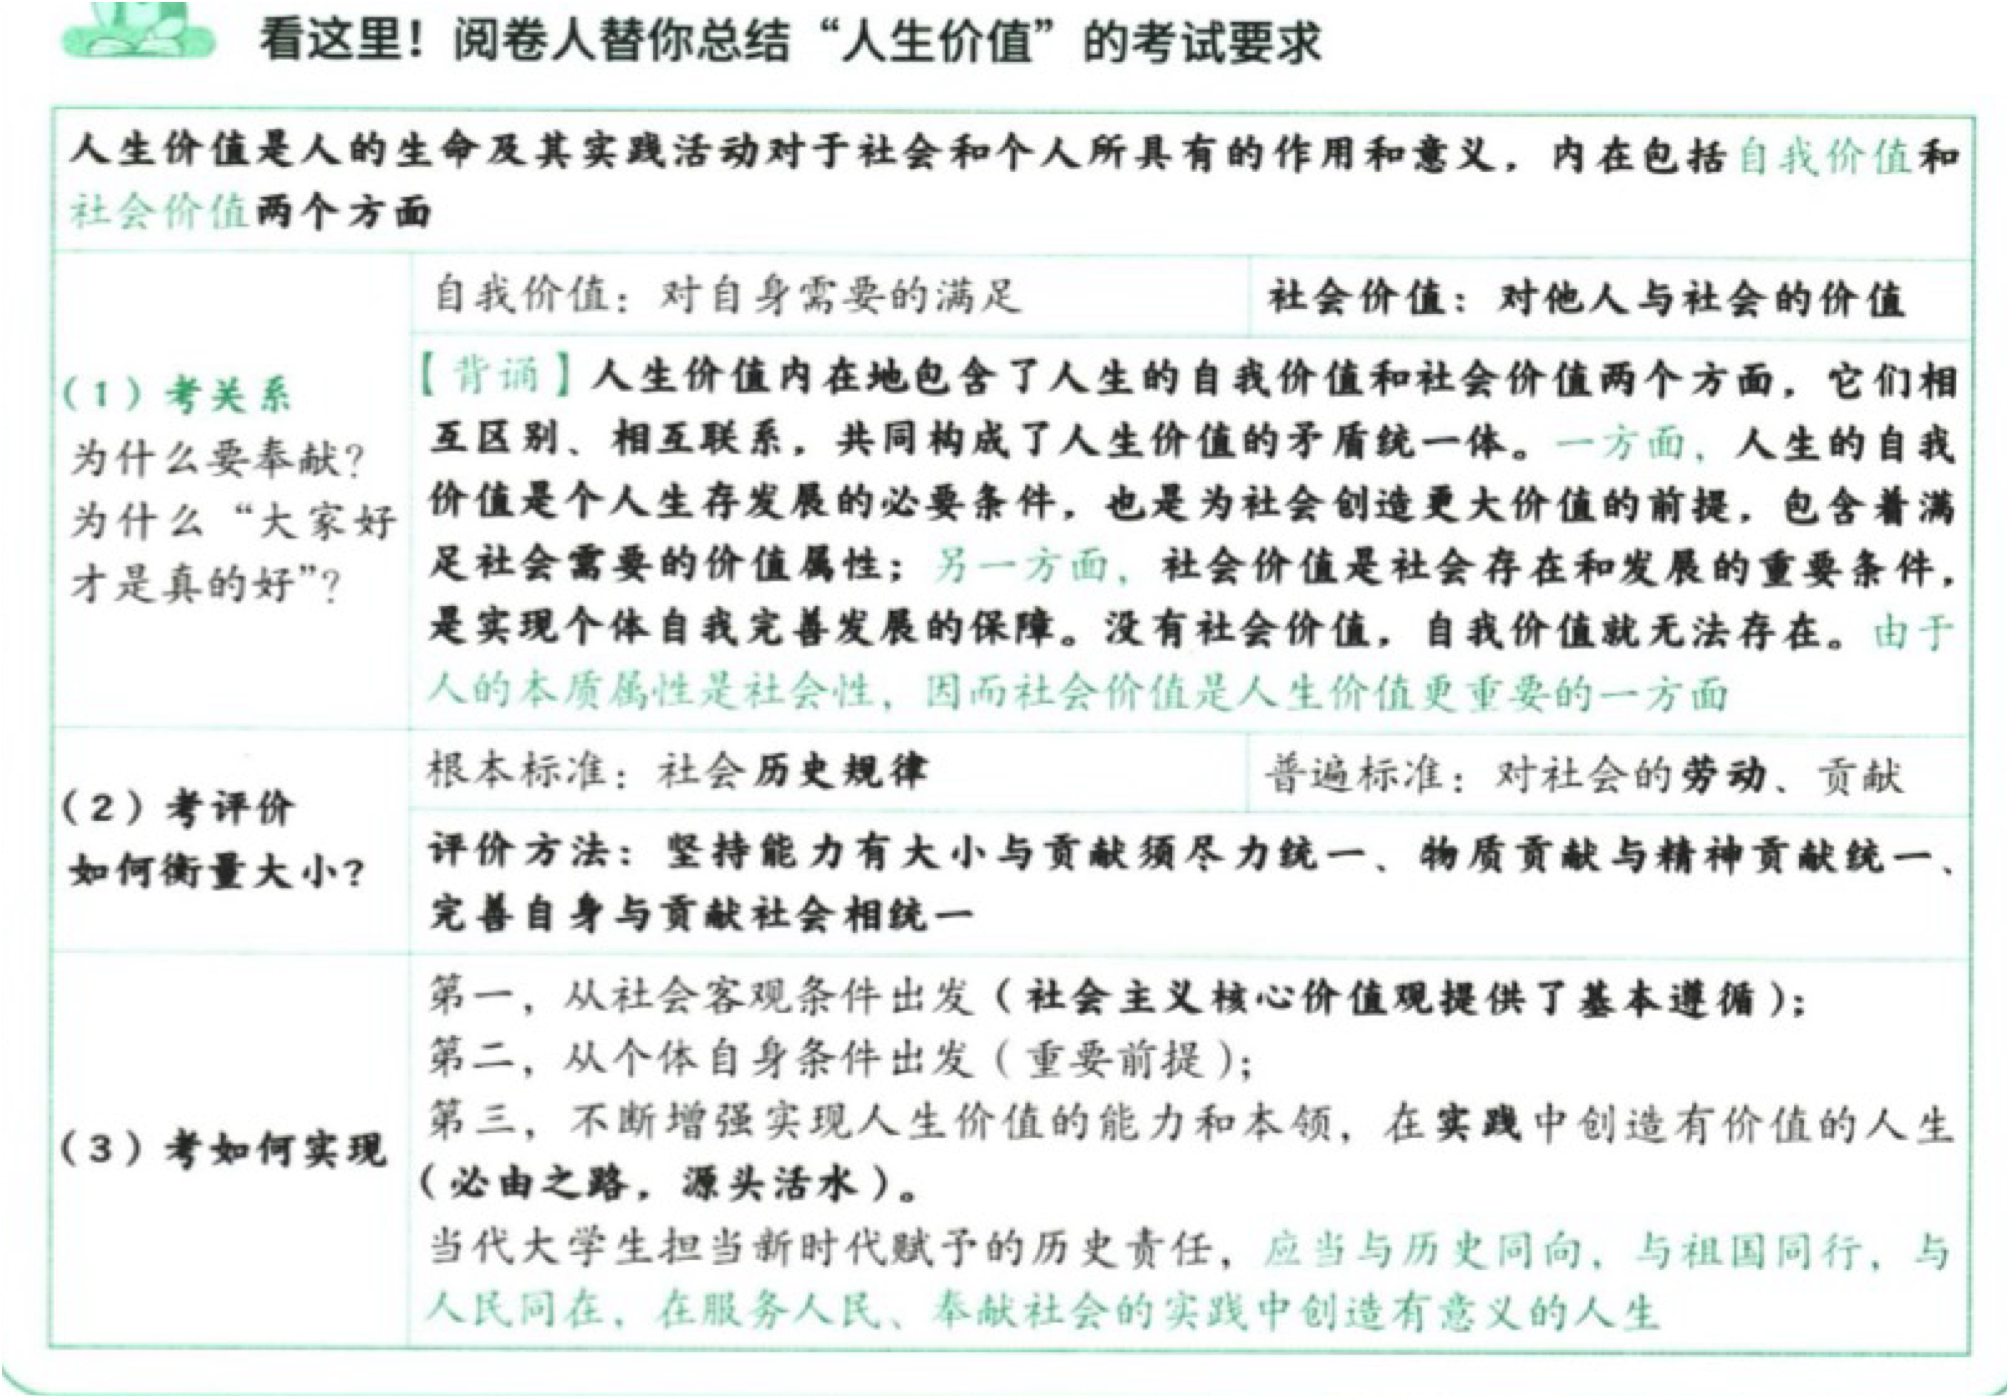 看这里！阅卷人替你总结“人生价值”的考试要求
人生价值是人的生命及其实践活动对于社会和个人所具有的作用和意义，内在包括自我价值和
社会价值两个方面
（1）考关系
为什么要奉献？
为什么“大家好
才是真的好”？
自我价值：对自身需要的满足
社会价值：对他人与社会的价值
【背诵】人生价值内在地包含了人生的自我价值和社会价值两个方面，它们相
互区别、相互联系，共同构成了人生价值的矛盾统一体。一方面，人生的自我
价值是个人生存发展的必要条件，也是为社会创造更大价值的前提，包含着满
足社会需要的价值属性；另一方面，社会价值是社会存在和发展的重要条件，
是实现个体自我完善发展的保障。没有社会价值，自我价值就无法存在。由于
人的本质属性是社会性，因而社会价值是人生价值更重要的一方面
（2）考评价
如何衡量大小？
根本标准：社会历史规律
普遍标准：对社会的劳动、贡献
评价方法：坚持能力有大小与贡献须尽力统一、物质贡献与精神贡献统一、
完善自身与贡献社会相统一
（3）考如何实现
第一，从社会客观条件出发（社会主义核心价值观提供了基本遵循）；
第二，从个体自身条件出发（重要前提）；
第三，不断增强实现人生价值的能力和本领，在实践中创造有价值的人生
（必由之路，源头活水）。
当代大学生担当新时代赋予的历史责任，应当与历史同向，与祖国同行，与
人民同在，在服务人民、奉献社会的实践中创造有意义的人生